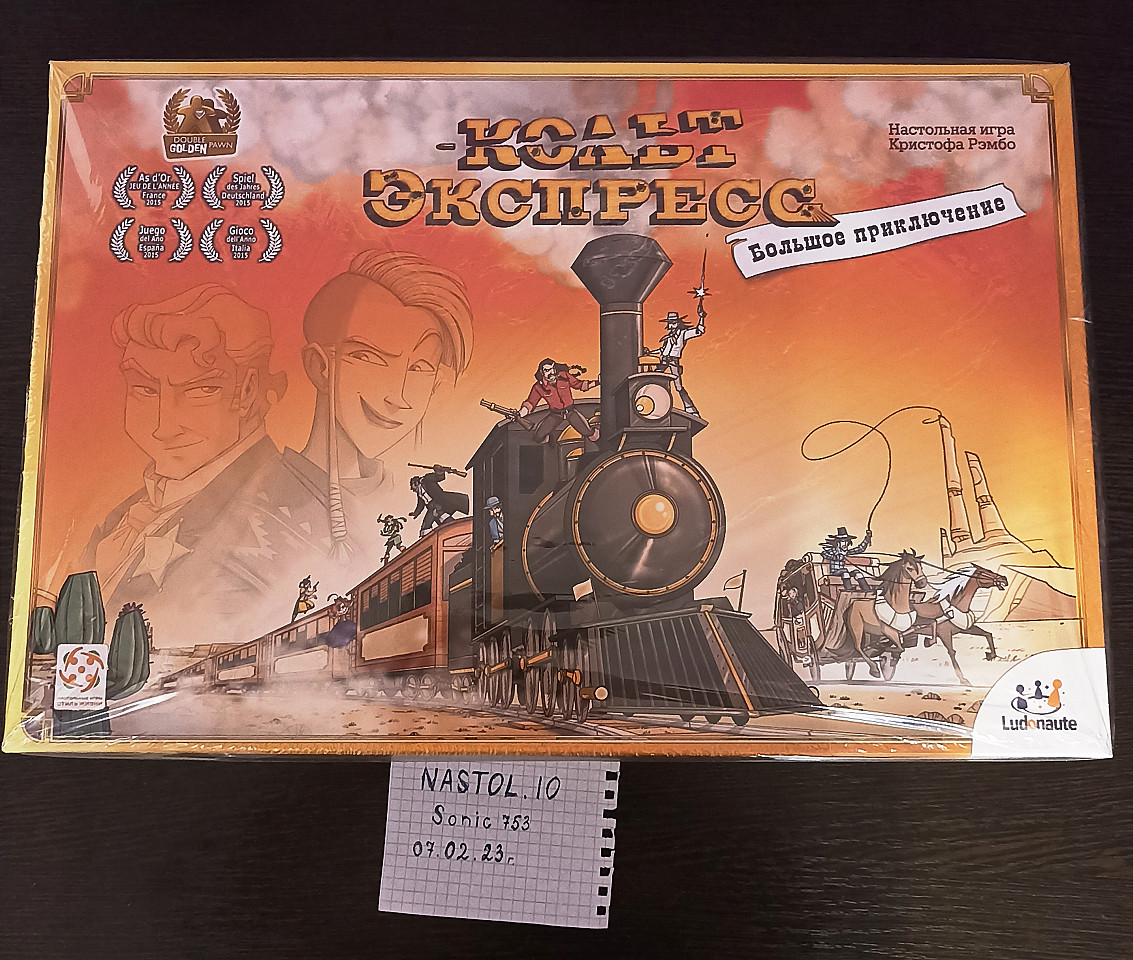 DOUBLE
GOLDEN PAWN
As d'Or
JEU DE L'ANNÉE
France
2015
Spiel
des Jahres
Deutschland
2015
Juego
del Año
España
2015
Gioco
dell'Anno
Italia
2015
КОЛЬТ
ЭКСПРЕСС
Большое приключение
Настольная игра
Кристофа Рэмбо
Ludonaute
NASTOL.IO
Sonic 753
07.02.23г.